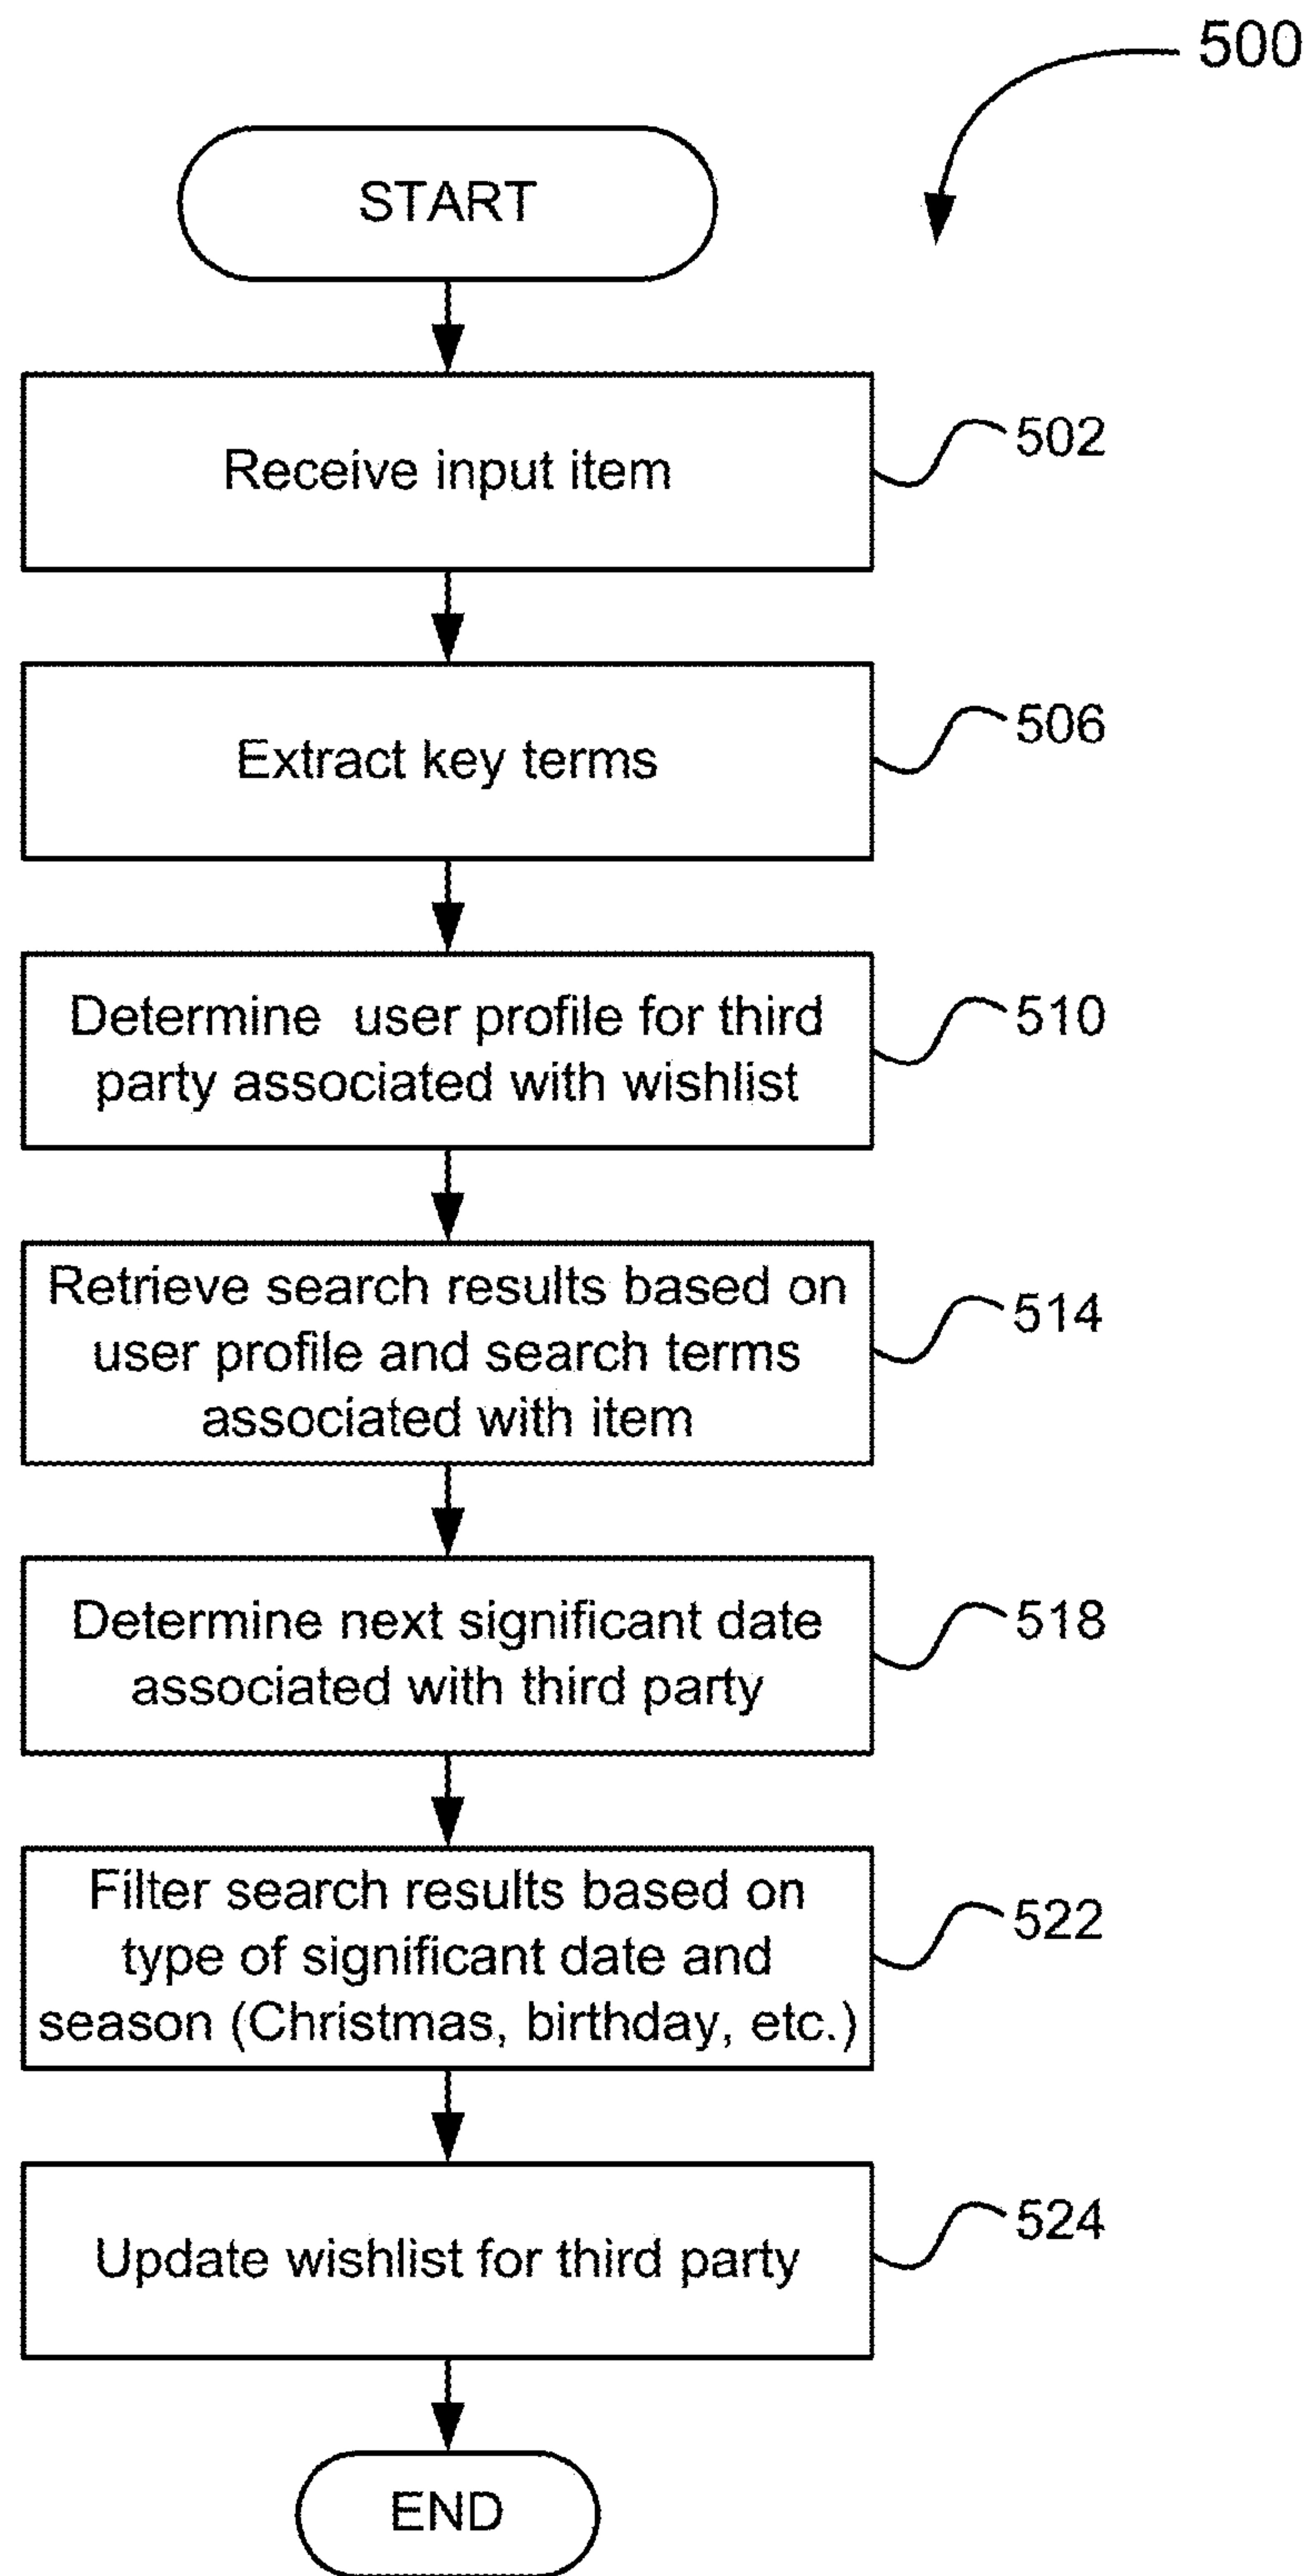 500
START
Receive input item
502
Extract key terms
506
Determine user profile for third
party associated with wishlist
510
Retrieve search results based on
user profile and search terms
associated with item
514
Determine next significant date
associated with third party
518
Filter search results based on
type of significant date and
season (Christmas, birthday, etc.)
522
Update wishlist for third party
524
END